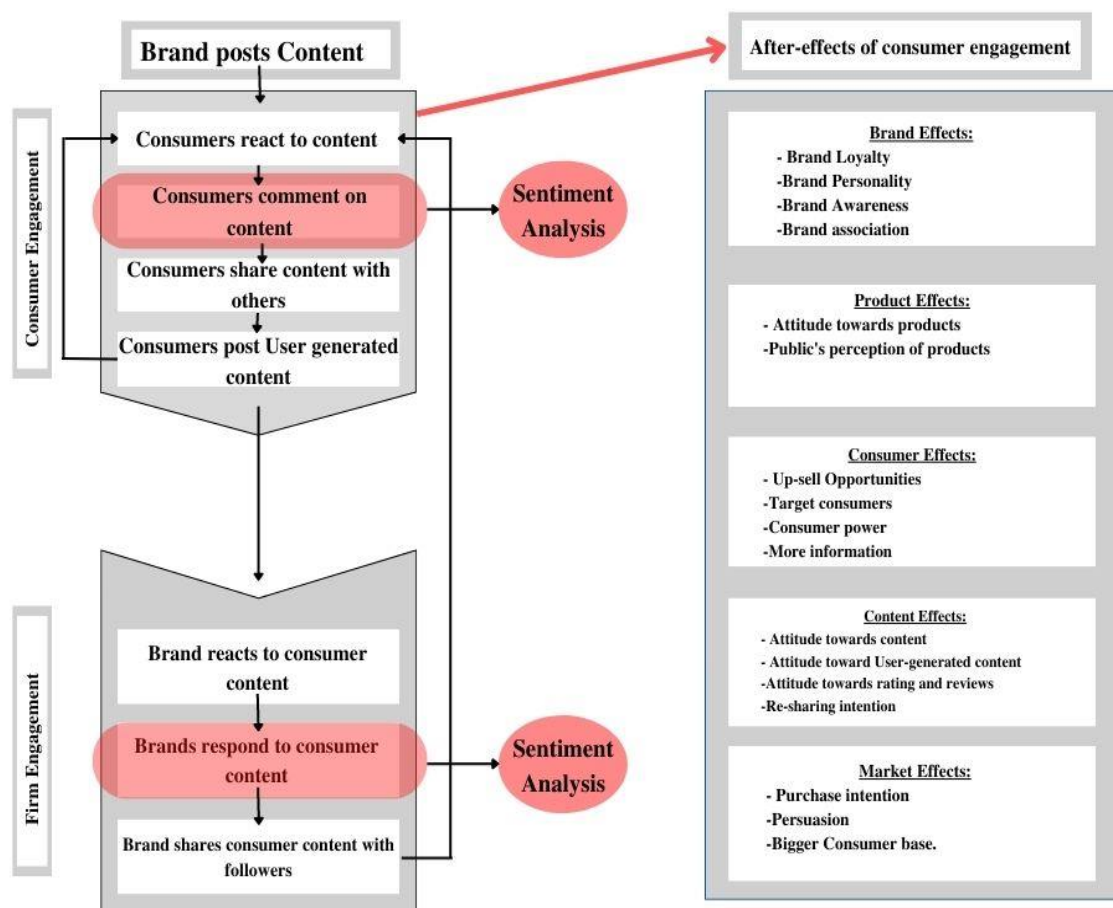 Brand posts Content
Consumer Engagement
Consumers react to content
Consumers comment on
content
Sentiment
Analysis
Consumers share content with
others
Consumers post User generated
content
Firm Engagement
Brand reacts to consumer
content
Brands respond to consumer
content
Sentiment
Analysis
Brand shares consumer content with
followers
After-effects of consumer engagement
Brand Effects:
- Brand Loyalty
-Brand Personality
-Brand Awareness
- Brand association
Product Effects:
- Attitude towards products
-Public's perception of products
Consumer Effects:
- Up-sell Opportunities
-Target consumers
-Consumer power
- More information
Content Effects:
- Attitude towards content
- Attitude toward User-generated content
-Attitude towards rating and reviews
-Re-sharing intention
Market Effects:
- Purchase intention
-Persuasion
-Bigger Consumer base.